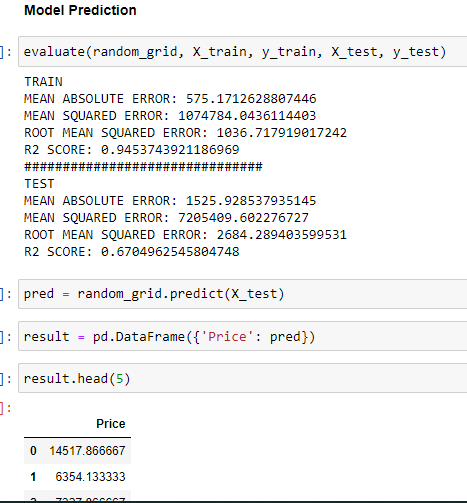 Model Prediction
]: evaluate(random_grid, X_train, y_train, X_test, y_test)
TRAIN
MEAN ABSOLUTE ERROR: 575.1712628807446
MEAN SQUARED ERROR: 1074784.0436114403
ROOT MEAN SQUARED ERROR: 1036.717919017242
R2 SCORE: 0.9453743921186969
###############################
TEST
MEAN ABSOLUTE ERROR: 1525.928537935145
MEAN SQUARED ERROR: 7205409.602276727
ROOT MEAN SQUARED ERROR: 2684.289403599531
R2 SCORE: 0.6704962545804748
]: pred = random_grid.predict(X_test)
]: result = pd.DataFrame({'Price': pred})
]: result.head(5)
]:
Price
0 14517.866667
1 6354.133333